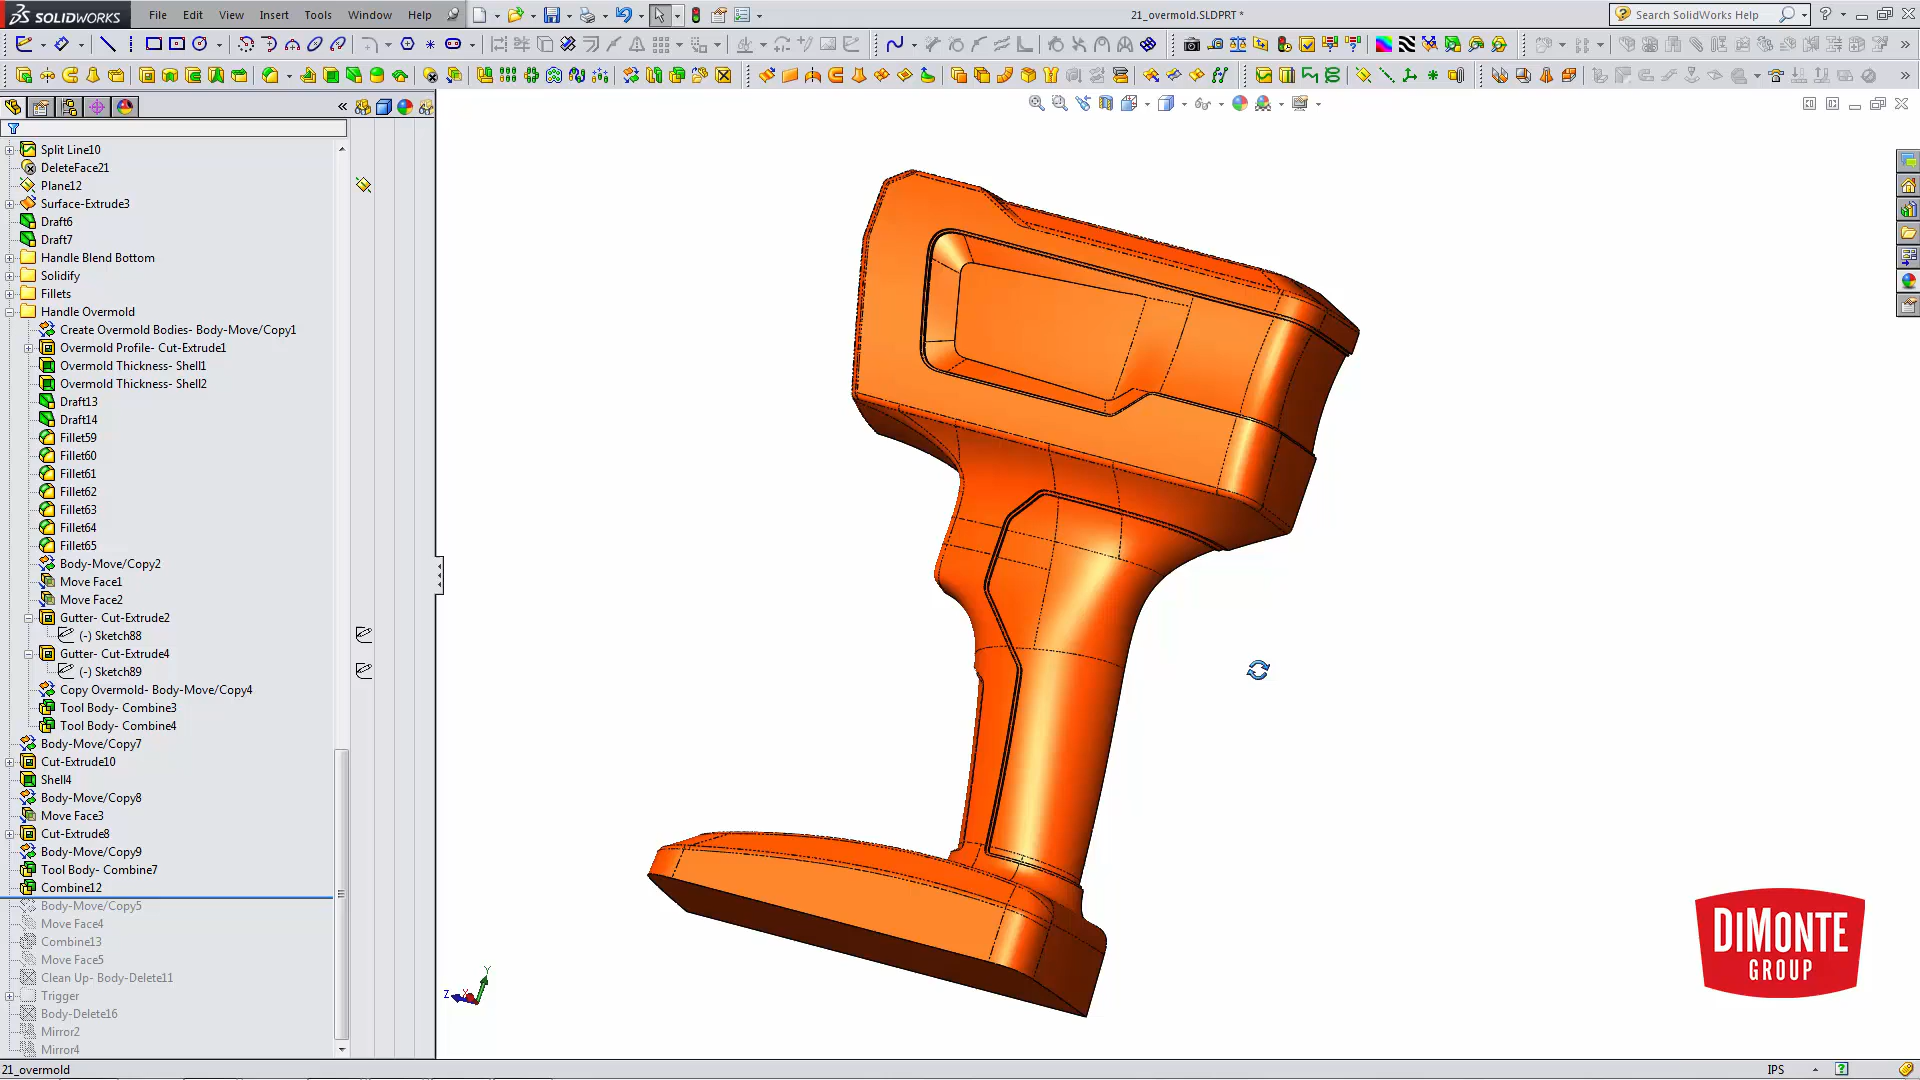 SOLIDWORKS
File Edit View Insert Tools Window Help
21_overmold.SLDPRT *
Search SolidWorks Help
Split Line10
DeleteFace21
Plane12
Surface-Extrude3
Draft6
Draft7
Handle Blend Bottom
Solidify
Fillets
Handle Overmold
Create Overmold Bodies- Body-Move/Copy1
Overmold Profile- Cut-Extrude1
Overmold Thickness- Shell1
Overmold Thickness- Shell2
Draft13
Draft14
Fillet59
Fillet60
Fillet61
Fillet62
Fillet63
Fillet64
Fillet65
Body-Move/Copy2
Move Face1
Move Face2
Gutter- Cut-Extrude2
(-) Sketch88
Gutter- Cut-Extrude4
(-) Sketch89
Copy Overmold- Body-Move/Copy4
Tool Body- Combine3
Tool Body- Combine4
Body-Move/Copy7
Cut-Extrude10
Shell4
Body-Move/Copy8
Move Face3
Cut-Extrude8
Body-Move/Copy9
Tool Body- Combine7
Combine12
Body-Move/Copy5
Move Face4
Combine13
Move Face5
Clean Up- Body-Delete11
Trigger
Body-Delete16
Mirror2
Mirror4
Y
Z
X
DiMONTE
GROUP
21_overmold
IPS